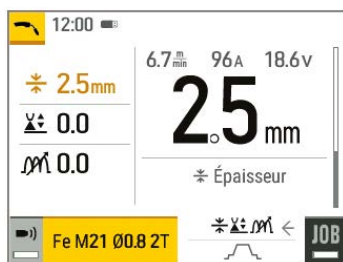 12:00
6.7 m/min 96A 18.6V
2.5mm
0.0
0.0
2.5 mm
Épaisseur
Fe M21 Ø0.8 2T
JOB